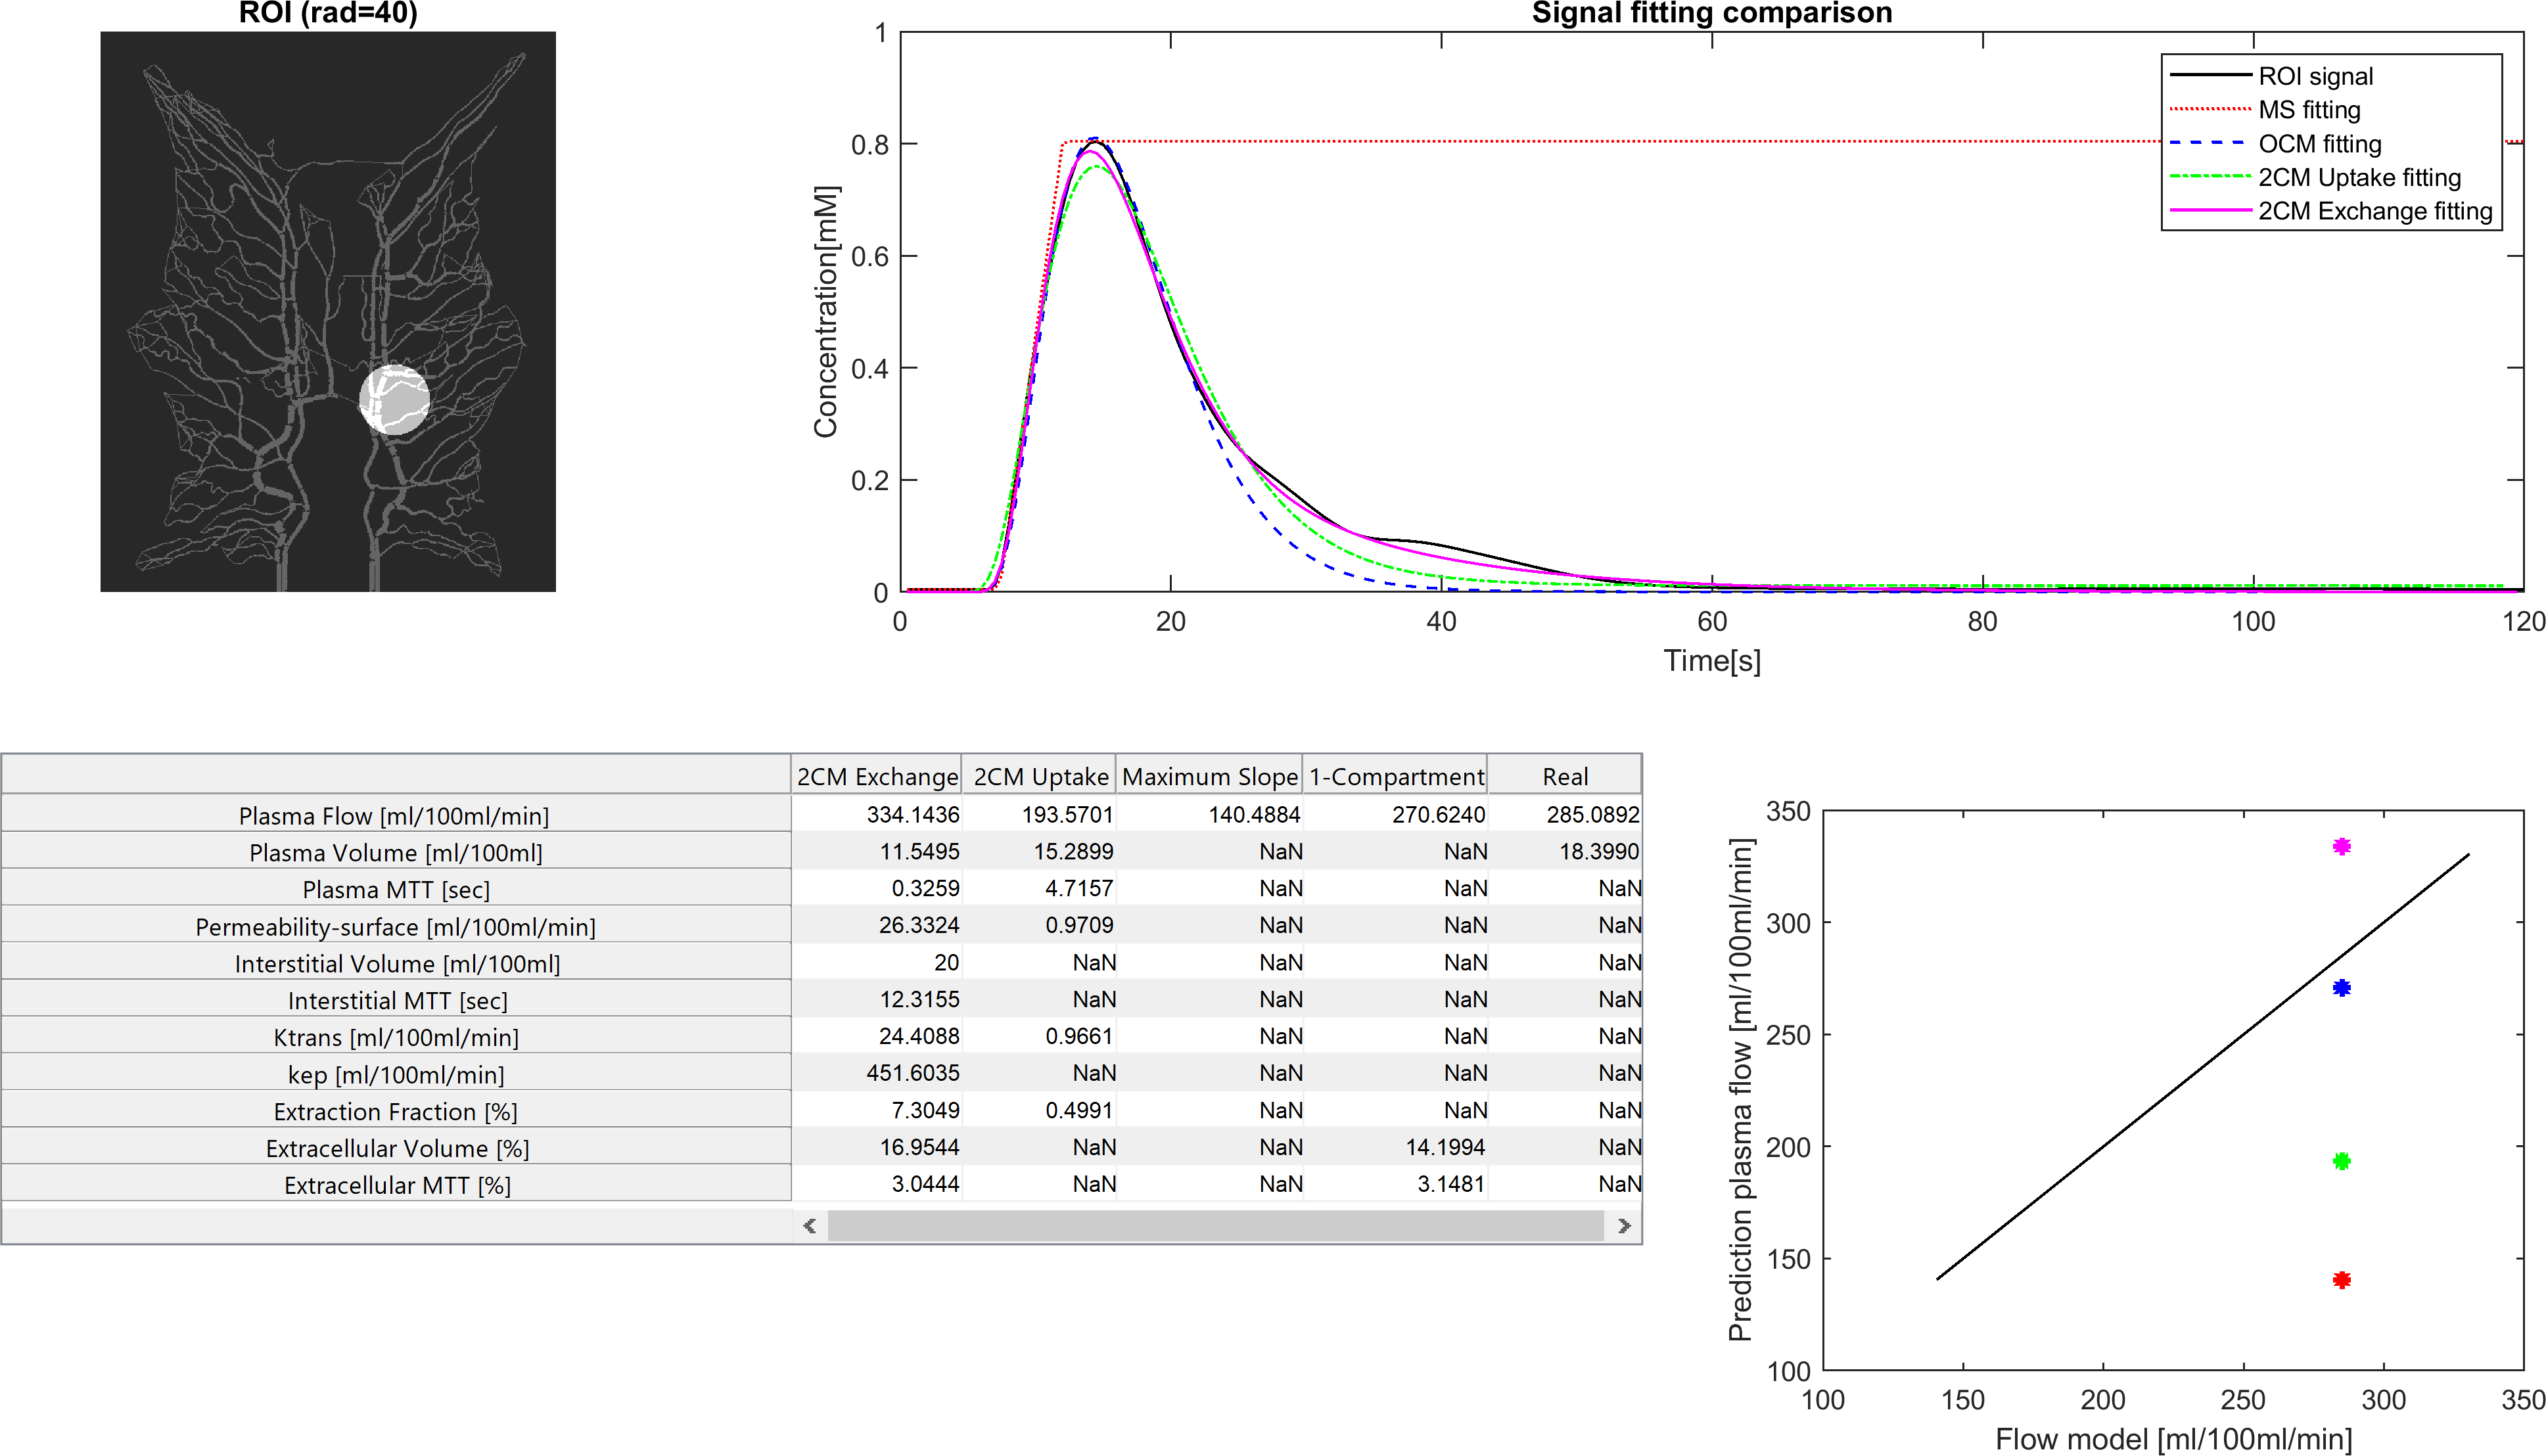 ROI (rad=40)
Signal fitting comparison
1
0.8
0.6
0.4
0.2
0
Concentration[mM]
0 20 40 60 80 100 120
Time[s]
ROI signal
MS fitting
OCM fitting
2CM Uptake fitting
2CM Exchange fitting
2CM Exchange 2CM Uptake Maximum Slope 1-Compartment Real
Plasma Flow [ml/100ml/min] 334.1436 193.5701 140.4884 270.6240 285.0892
Plasma Volume [ml/100ml] 11.5495 15.2899 NaN NaN 18.3990
Plasma MTT [sec] 0.3259 4.7157 NaN NaN NaN
Permeability-surface [ml/100ml/min] 26.3324 0.9709 NaN NaN NaN
Interstitial Volume [ml/100ml] 20 NaN NaN NaN NaN
Interstitial MTT [sec] 12.3155 NaN NaN NaN NaN
Ktrans [ml/100ml/min] 24.4088 0.9661 NaN NaN NaN
kep [ml/100ml/min] 451.6035 NaN NaN NaN NaN
Extraction Fraction [%] 7.3049 0.4991 NaN NaN NaN
Extracellular Volume [%] 16.9544 NaN NaN 14.1994 NaN
Extracellular MTT [%] 3.0444 NaN NaN 3.1481 NaN
350
300
250
200
150
100
Prediction plasma flow [ml/100ml/min]
100 150 200 250 300 350
Flow model [ml/100ml/min]